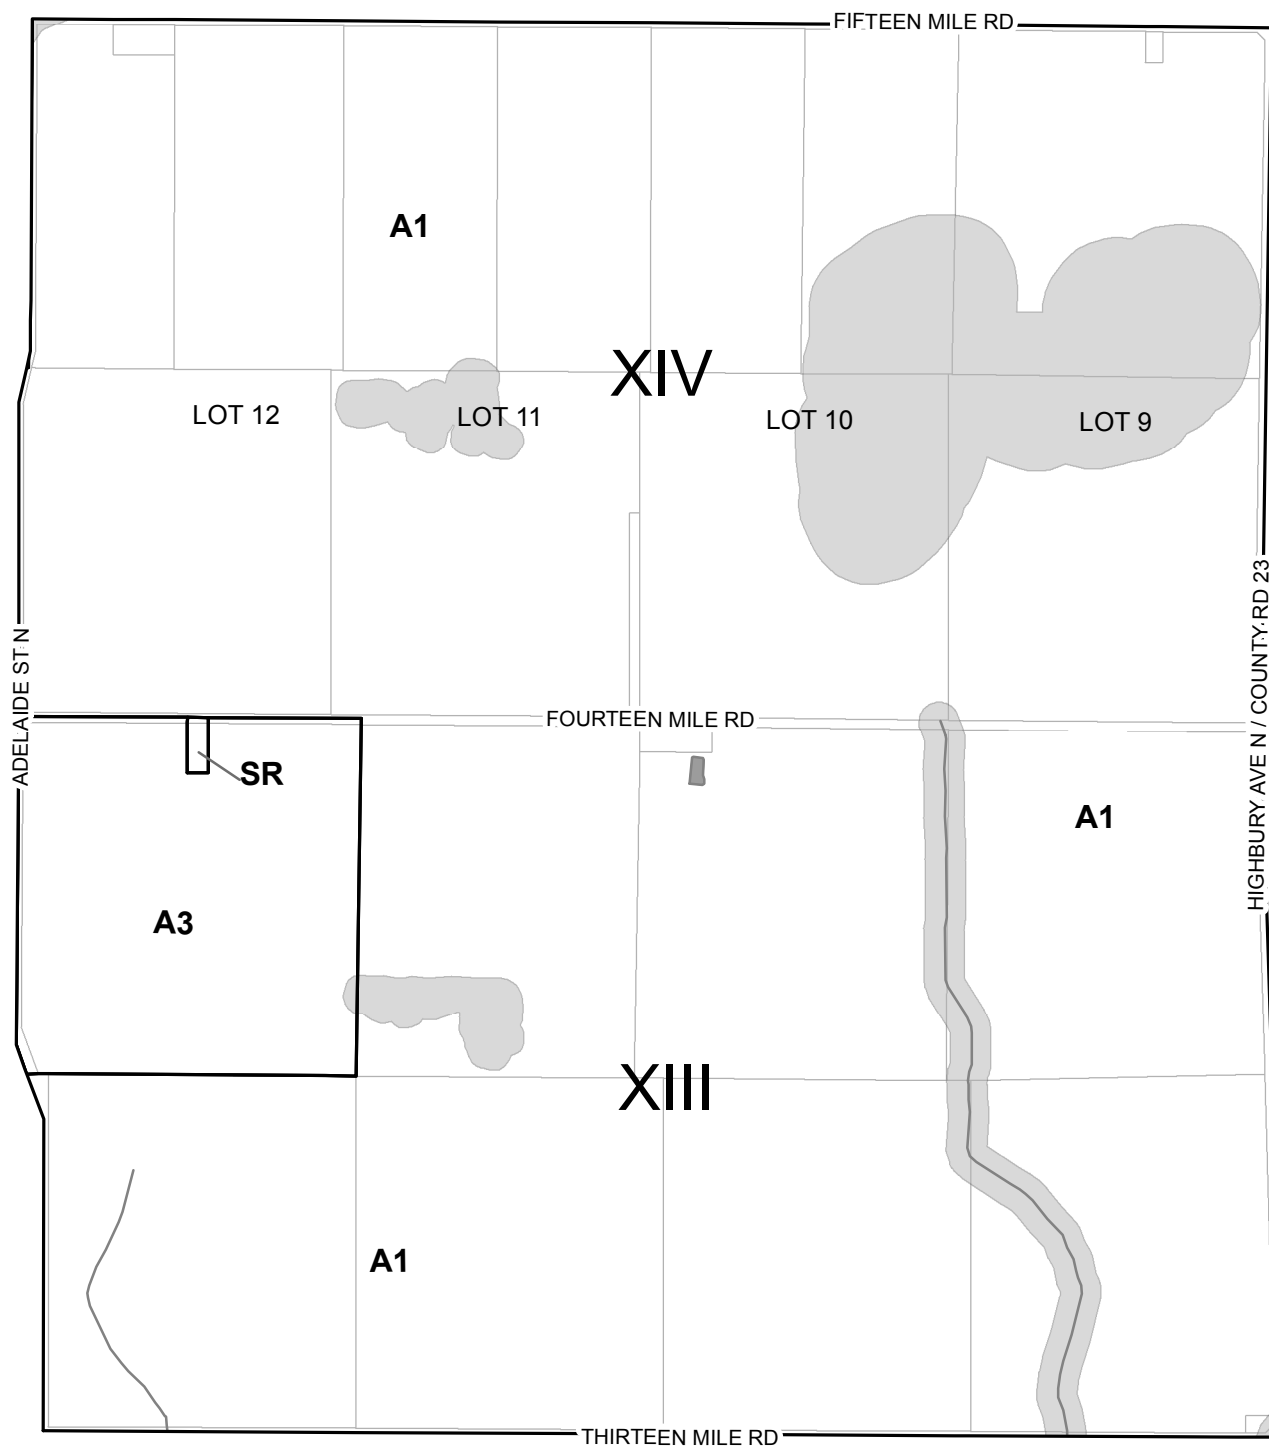 FIFTEEN MILE RD
A1
XIV
LOT 12
LOT 11
LOT 10
LOT 9
ADELAIDE ST N
HIGHBURY AVE N / COUNTY RD 23
FOURTEEN MILE RD
SR
A1
A3
XIII
A1
THIRTEEN MILE RD